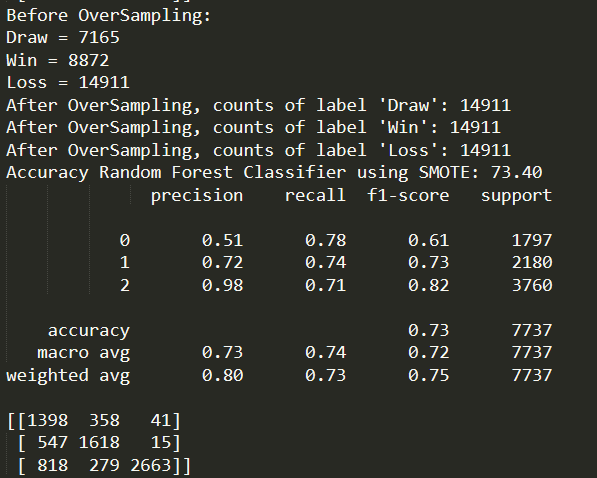 Before OverSampling:
Draw = 7165
Win = 8872
Loss = 14911
After OverSampling, counts of label 'Draw': 14911
After OverSampling, counts of label 'Win': 14911
After OverSampling, counts of label 'Loss': 14911
Accuracy Random Forest Classifier using SMOTE: 73.40
precision recall f1-score support
0 0.51 0.78 0.61 1797
1 0.72 0.74 0.73 2180
2 0.98 0.71 0.82 3760
accuracy 0.73 7737
macro avg 0.73 0.74 0.72 7737
weighted avg 0.80 0.73 0.75 7737
[[1398 358 41]
[ 547 1618 15]
[ 818 279 2663]]